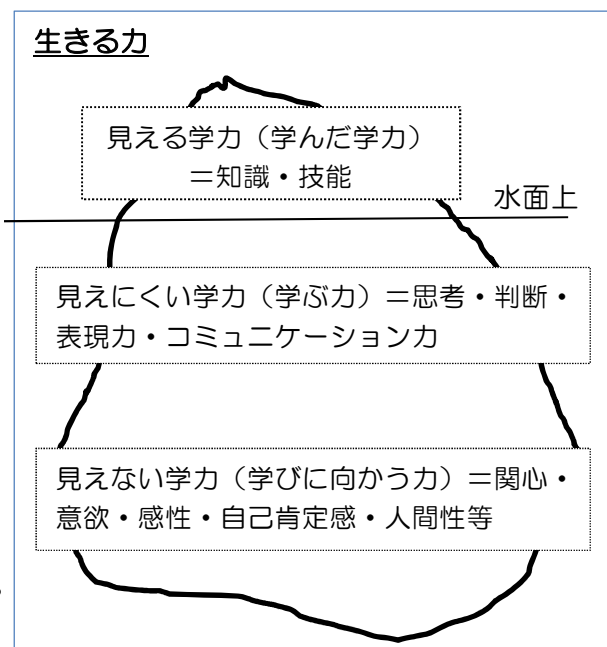 生きる力
見える学力（学んだ学力）
＝知識・技能
水面上
見えにくい学力（学ぶ力）＝思考・判断・
表現力・コミュニケーション力
見えない学力（学びに向かう力）＝関心・
意欲・感性・自己肯定感・人間性等